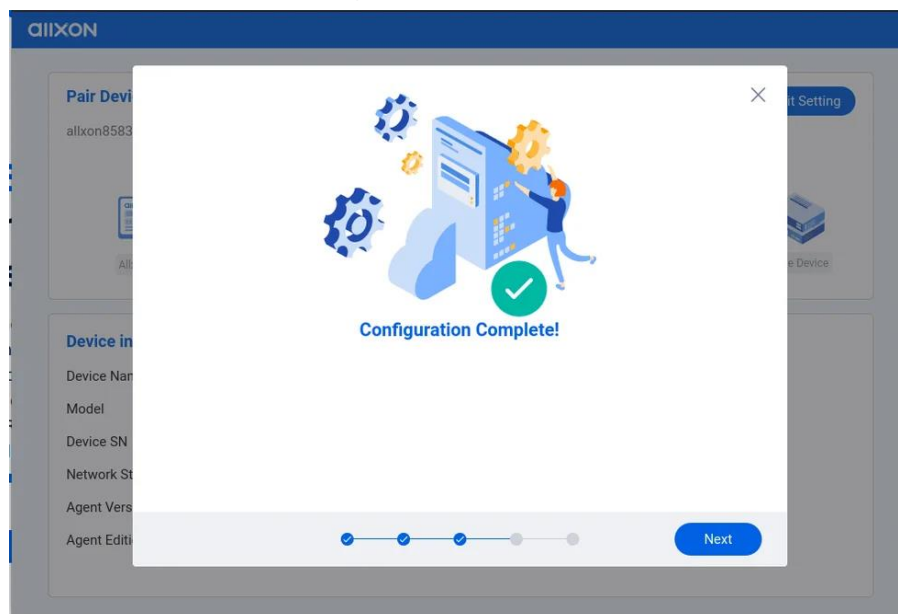 allxon
Pair Devi
it Setting
allxon8583
All
e Device
Configuration Complete!
Device in
Device Nam
Model
Device SN
Network St
Agent Vers
Agent Editi
Next